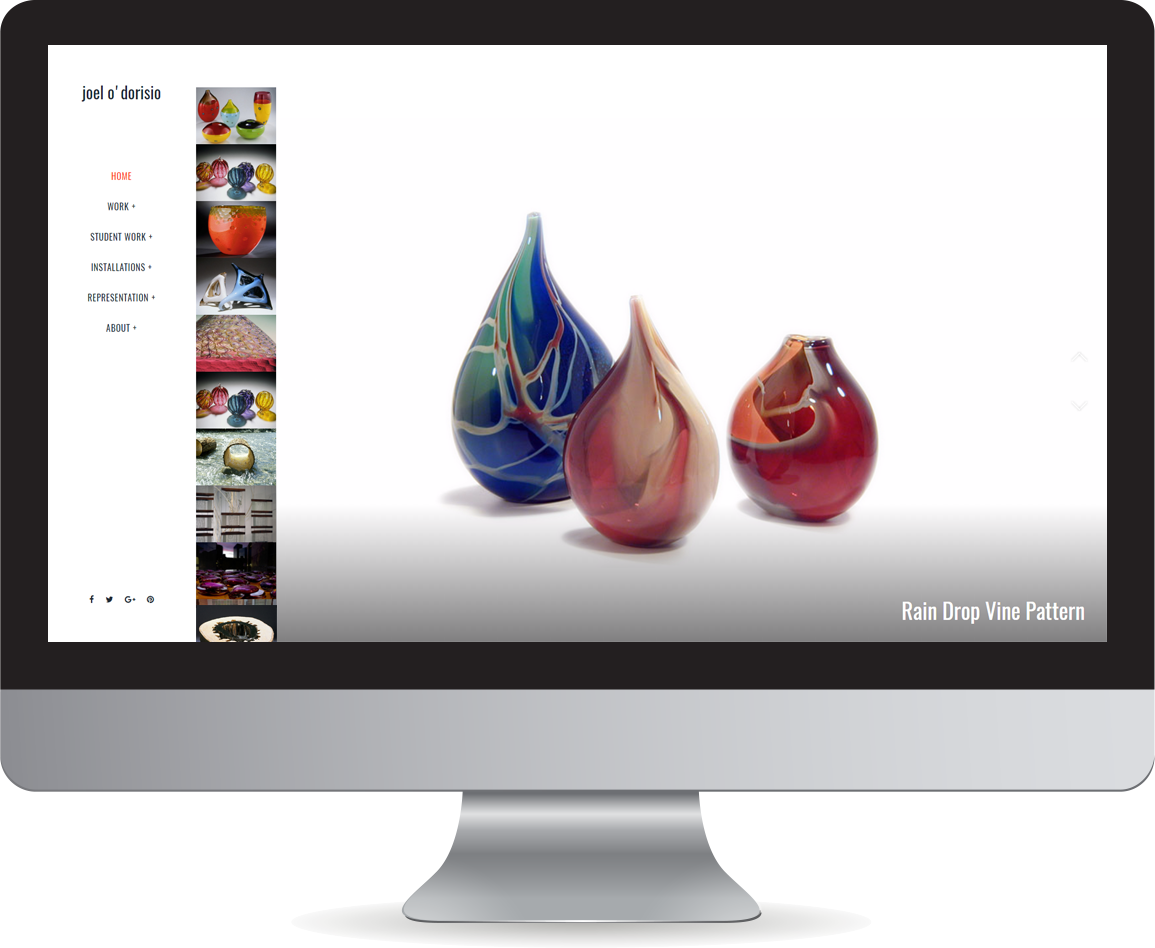 joel o'dorisio
HOME
WORK +
STUDENT WORK +
INSTALLATIONS +
REPRESENTATION +
ABOUT +
Rain Drop Vine Pattern